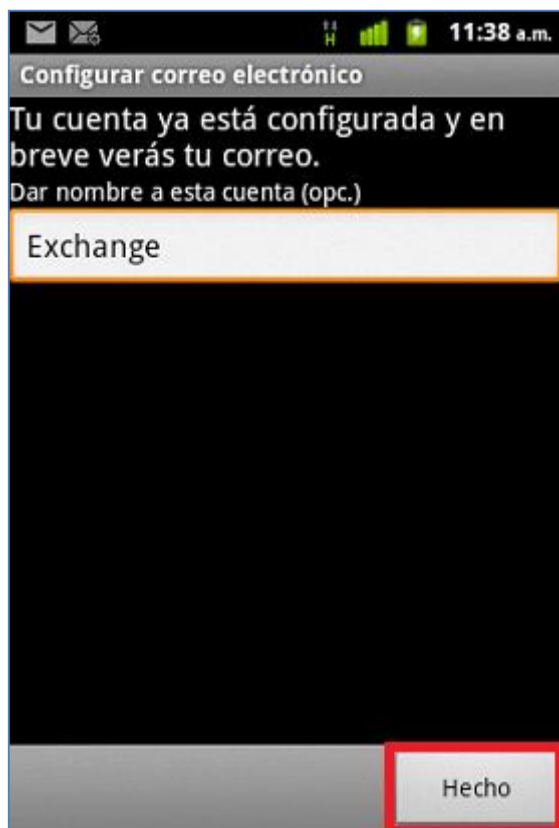 H 11:38 a.m.
Configurar correo electrónico
Tu cuenta ya está configurada y en
breve verás tu correo.
Dar nombre a esta cuenta (opc.)
Exchange
Hecho